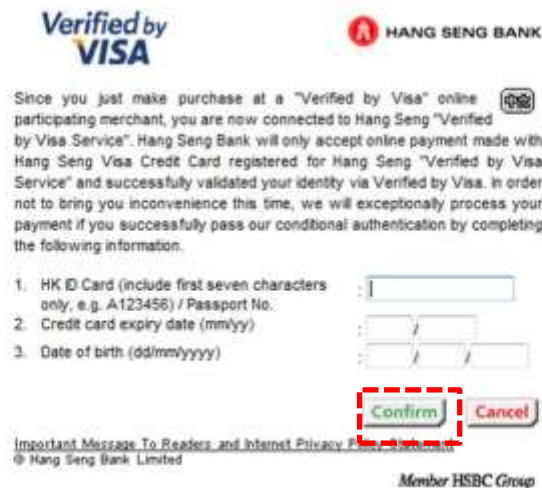 Verified by
VISA
HANG SENG BANK
Since you just make purchase at a "Verified by Visa" online
participating merchant, you are now connected to Hang Seng "Verified
by Visa Service". Hang Seng Bank will only accept online payment made with
Hang Seng Visa Credit Card registered for Hang Seng "Verified by Visa
Service" and successfully validated your identity via Verified by Visa. In order
not to bring you inconvenience this time, we will exceptionally process your
payment if you successfully pass our conditional authentication by completing
the following information.
1. HK ID Card (include first seven characters
only, e.g. A123456) / Passport No. :
2. Credit card expiry date (mm/yy) : /
3. Date of birth (dd/mm/yyyy) : / /
Confirm Cancel
Important Message To Readers and Internet Privacy Policy Statement
© Hang Seng Bank Limited
Member HSBC Group